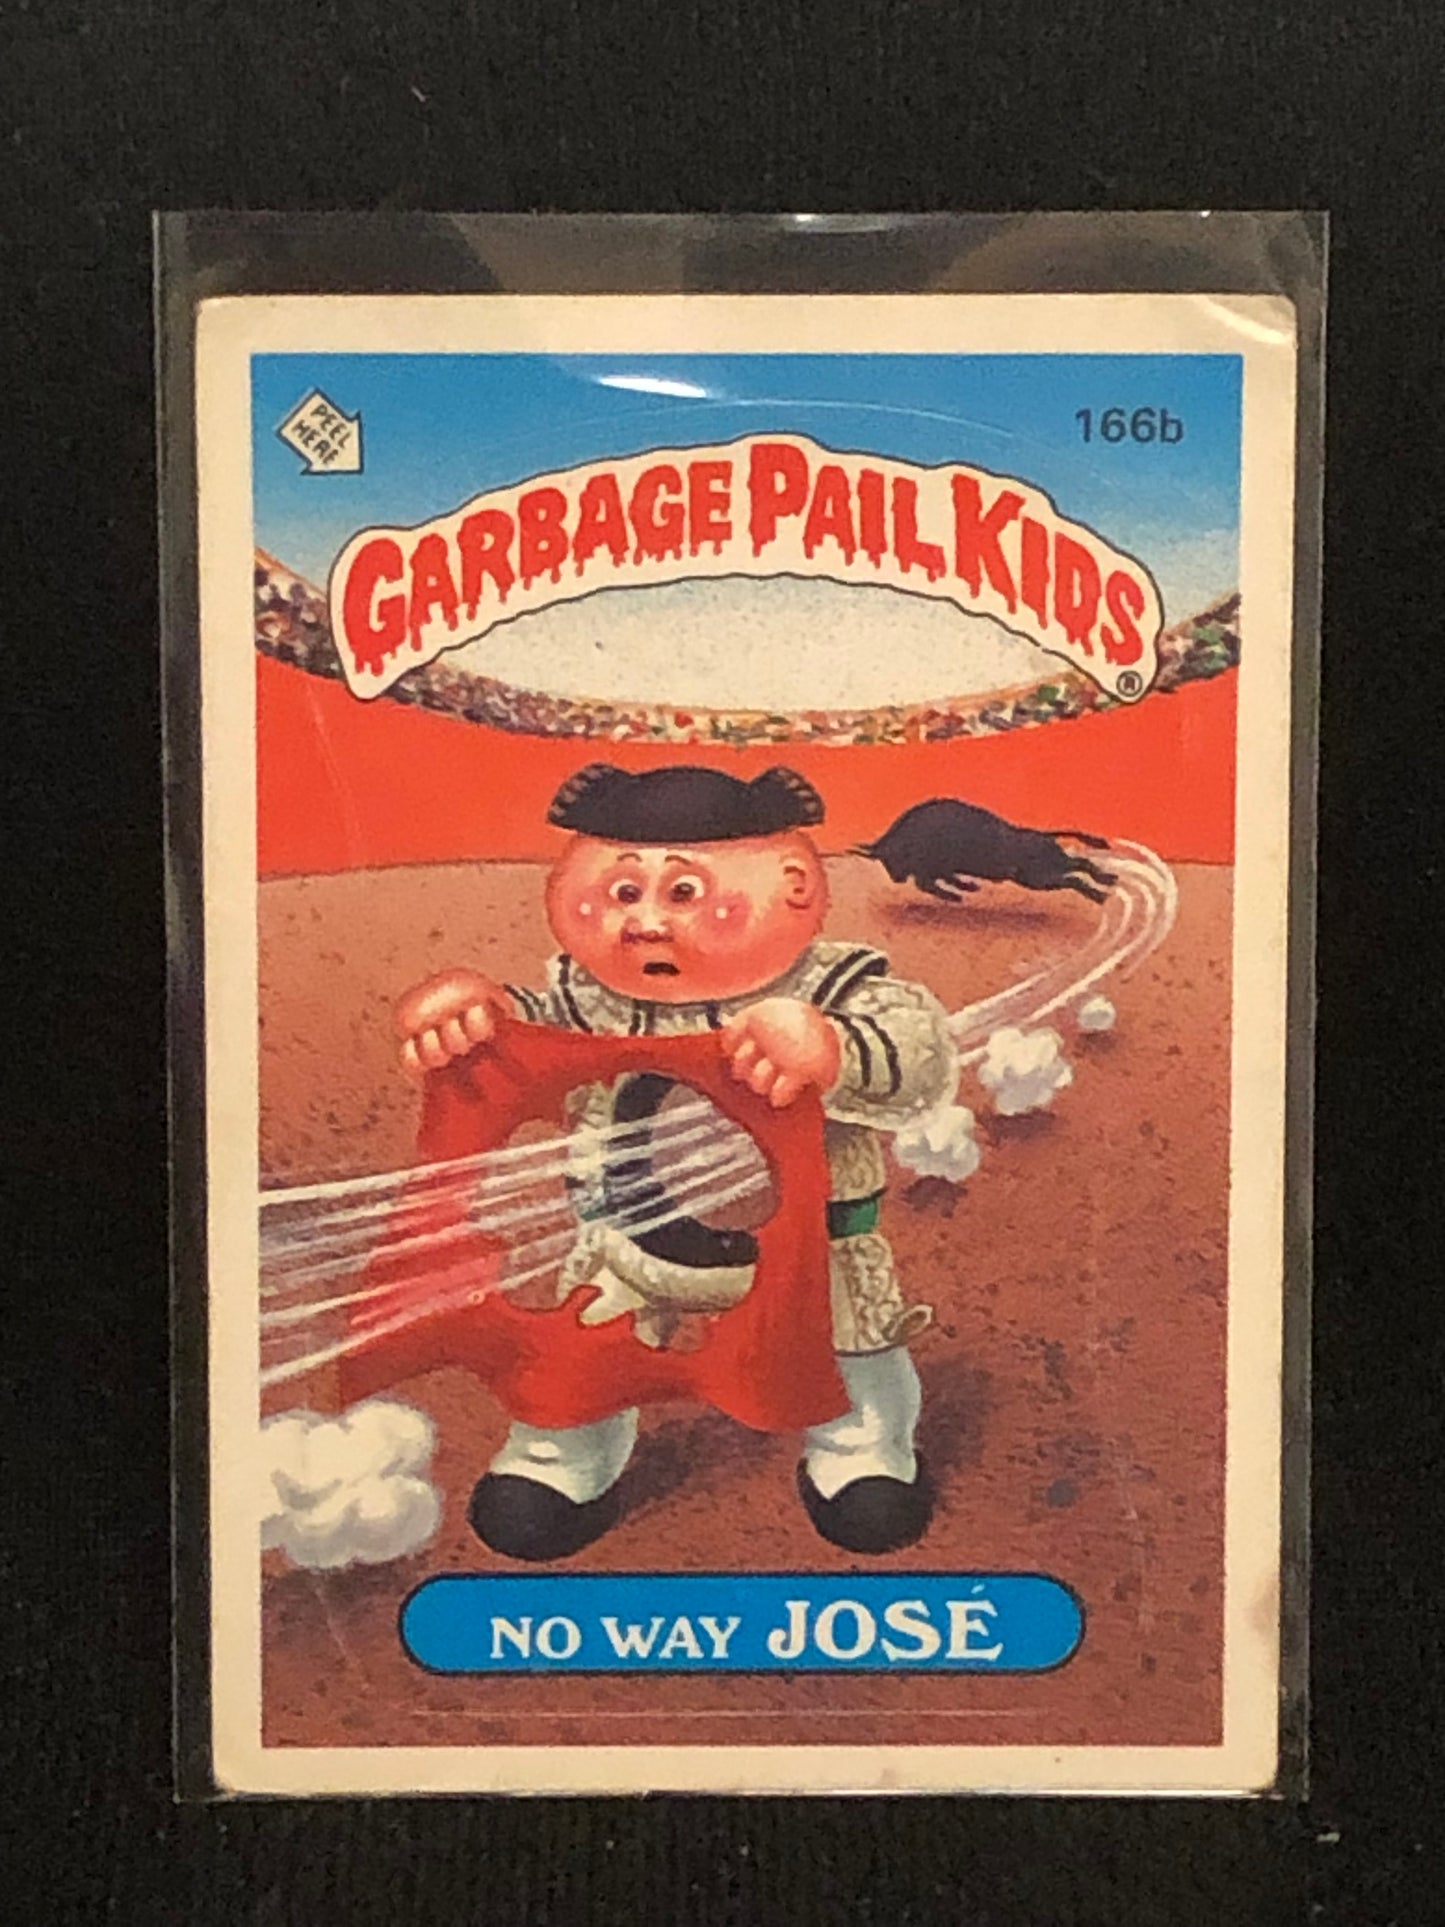 PEEL
HERE
166b
GARBAGE PAIL KIDS
®
NO WAY JOSÉ